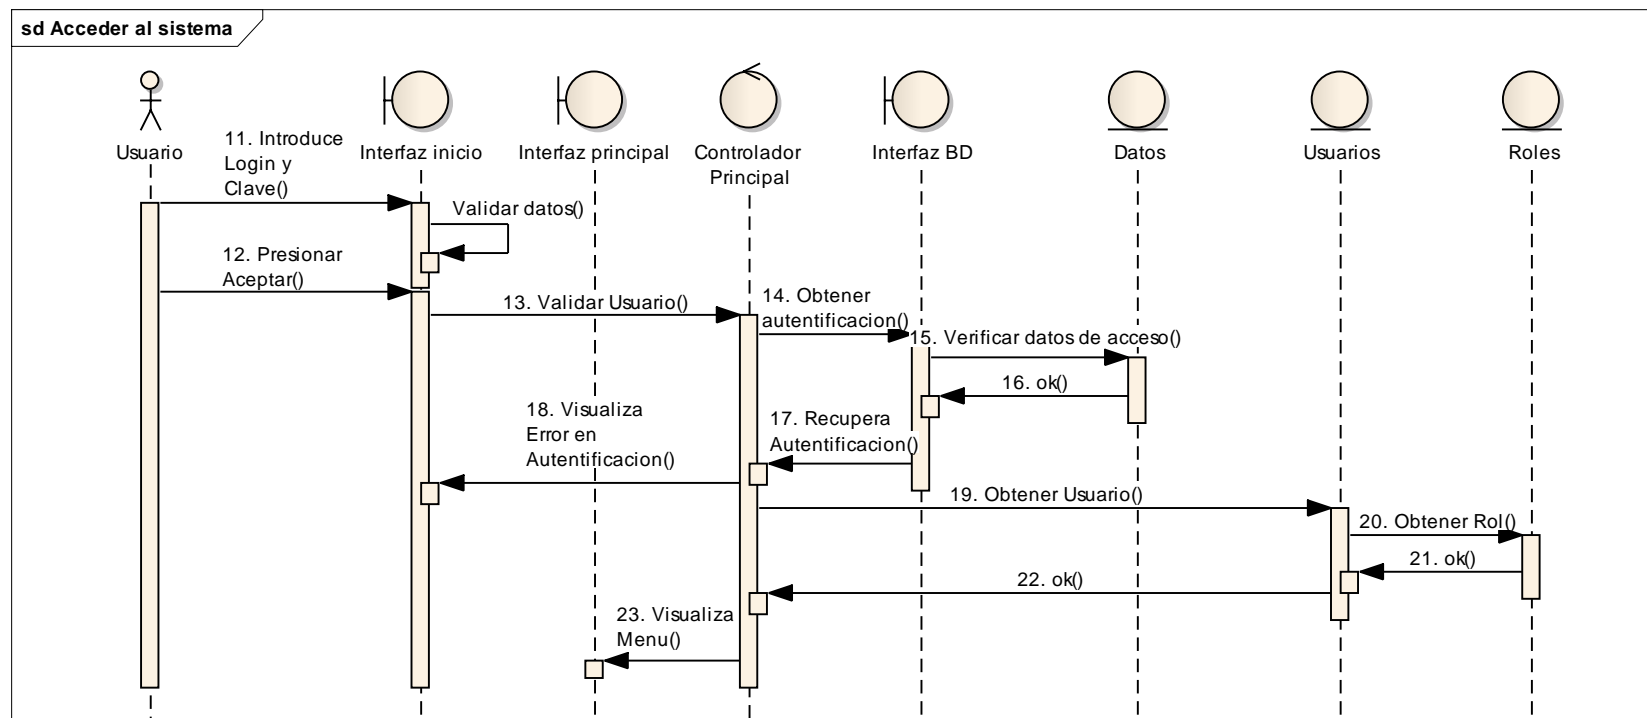 sd Acceder al sistema
Usuario
Interfaz inicio
Interfaz principal
Controlador
Principal
Interfaz BD
Datos
Usuarios
Roles
11. Introduce
Login y
Clave()
Validar datos()
12. Presionar
Aceptar()
13. Validar Usuario()
14. Obtener
autentificacion()
15. Verificar datos de acceso()
16. ok()
17. Recupera
Autentificacion()
18. Visualiza
Error en
Autentificacion()
19. Obtener Usuario()
20. Obtener Rol()
21. ok()
22. ok()
23. Visualiza
Menu()